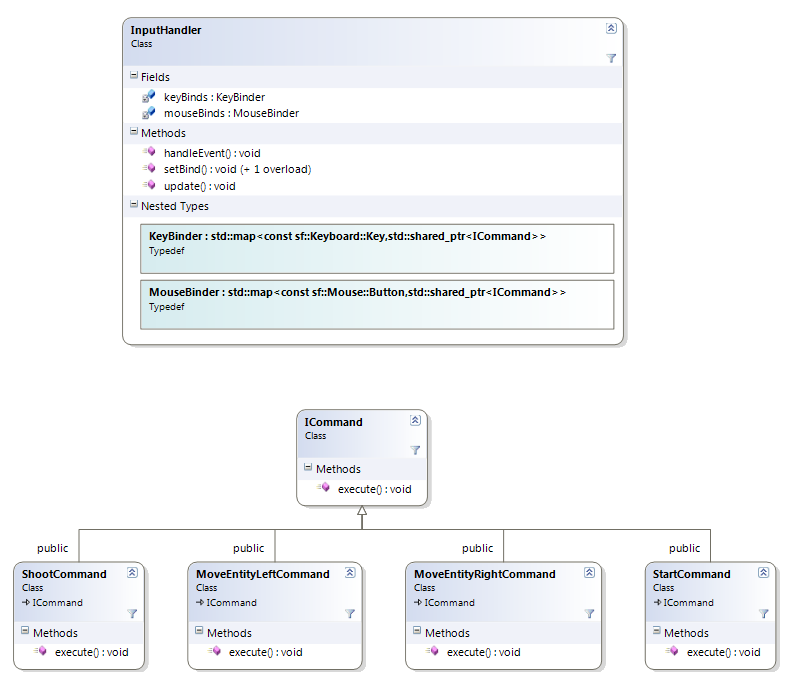 InputHandler
Class
Fields
keyBinds : KeyBinder
mouseBinds : MouseBinder
Methods
handleEvent() : void
setBind() : void (+ 1 overload)
update() : void
Nested Types
KeyBinder : std::map<const sf::Keyboard::Key,std::shared_ptr<ICommand>>
Typedef
MouseBinder : std::map<const sf::Mouse::Button,std::shared_ptr<ICommand>>
Typedef
ICommand
Class
Methods
execute() : void
public
public
public
public
ShootCommand
Class
ICommand
Methods
execute() : void
MoveEntityLeftCommand
Class
ICommand
Methods
execute() : void
MoveEntityRightCommand
Class
ICommand
Methods
execute() : void
StartCommand
Class
ICommand
Methods
execute() : void